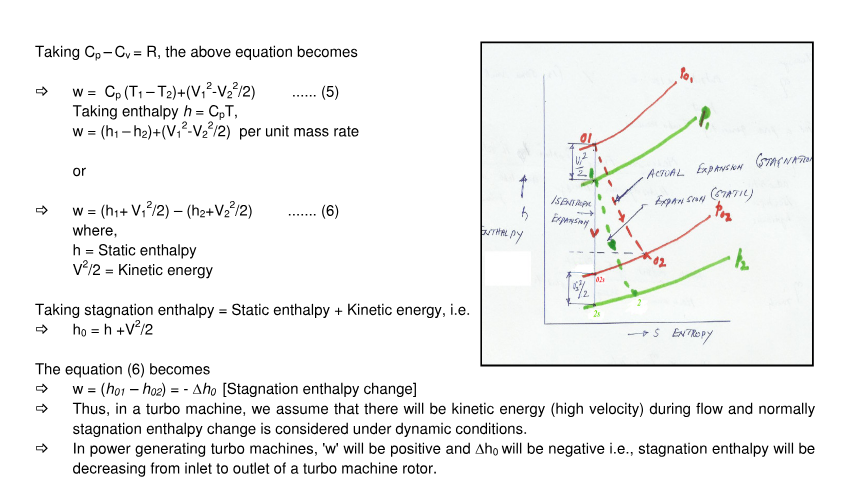 Taking Cp – Cv = R, the above equation becomes
⇨ w = Cp (T1 – T2)+(V1²-V2²/2) ...... (5)
Taking enthalpy h = CpT,
w = (h1 – h2)+(V1²-V2²/2) per unit mass rate
or
⇨ w = (h1+ V1²/2) – (h2+V2²/2) ....... (6)
where,
h = Static enthalpy
V²/2 = Kinetic energy
Taking stagnation enthalpy = Static enthalpy + Kinetic energy, i.e.
⇨ h0 = h +V²/2
The equation (6) becomes
⇨ w = (h01 – h02) = - Δh0 [Stagnation enthalpy change]
⇨ Thus, in a turbo machine, we assume that there will be kinetic energy (high velocity) during flow and normally
stagnation enthalpy change is considered under dynamic conditions.
⇨ In power generating turbo machines, 'w' will be positive and Δh0 will be negative i.e., stagnation enthalpy will be
decreasing from inlet to outlet of a turbo machine rotor.
P01
P1
01
V1²/2
1
ACTUAL EXPANSION (STAGNATION
EXPANSION (STATIC)
ISENTROPIC
EXPANSION
h
ENTHALPY
P02
02
P2
02s
V2²/2
2
2s
→ S ENTROPY